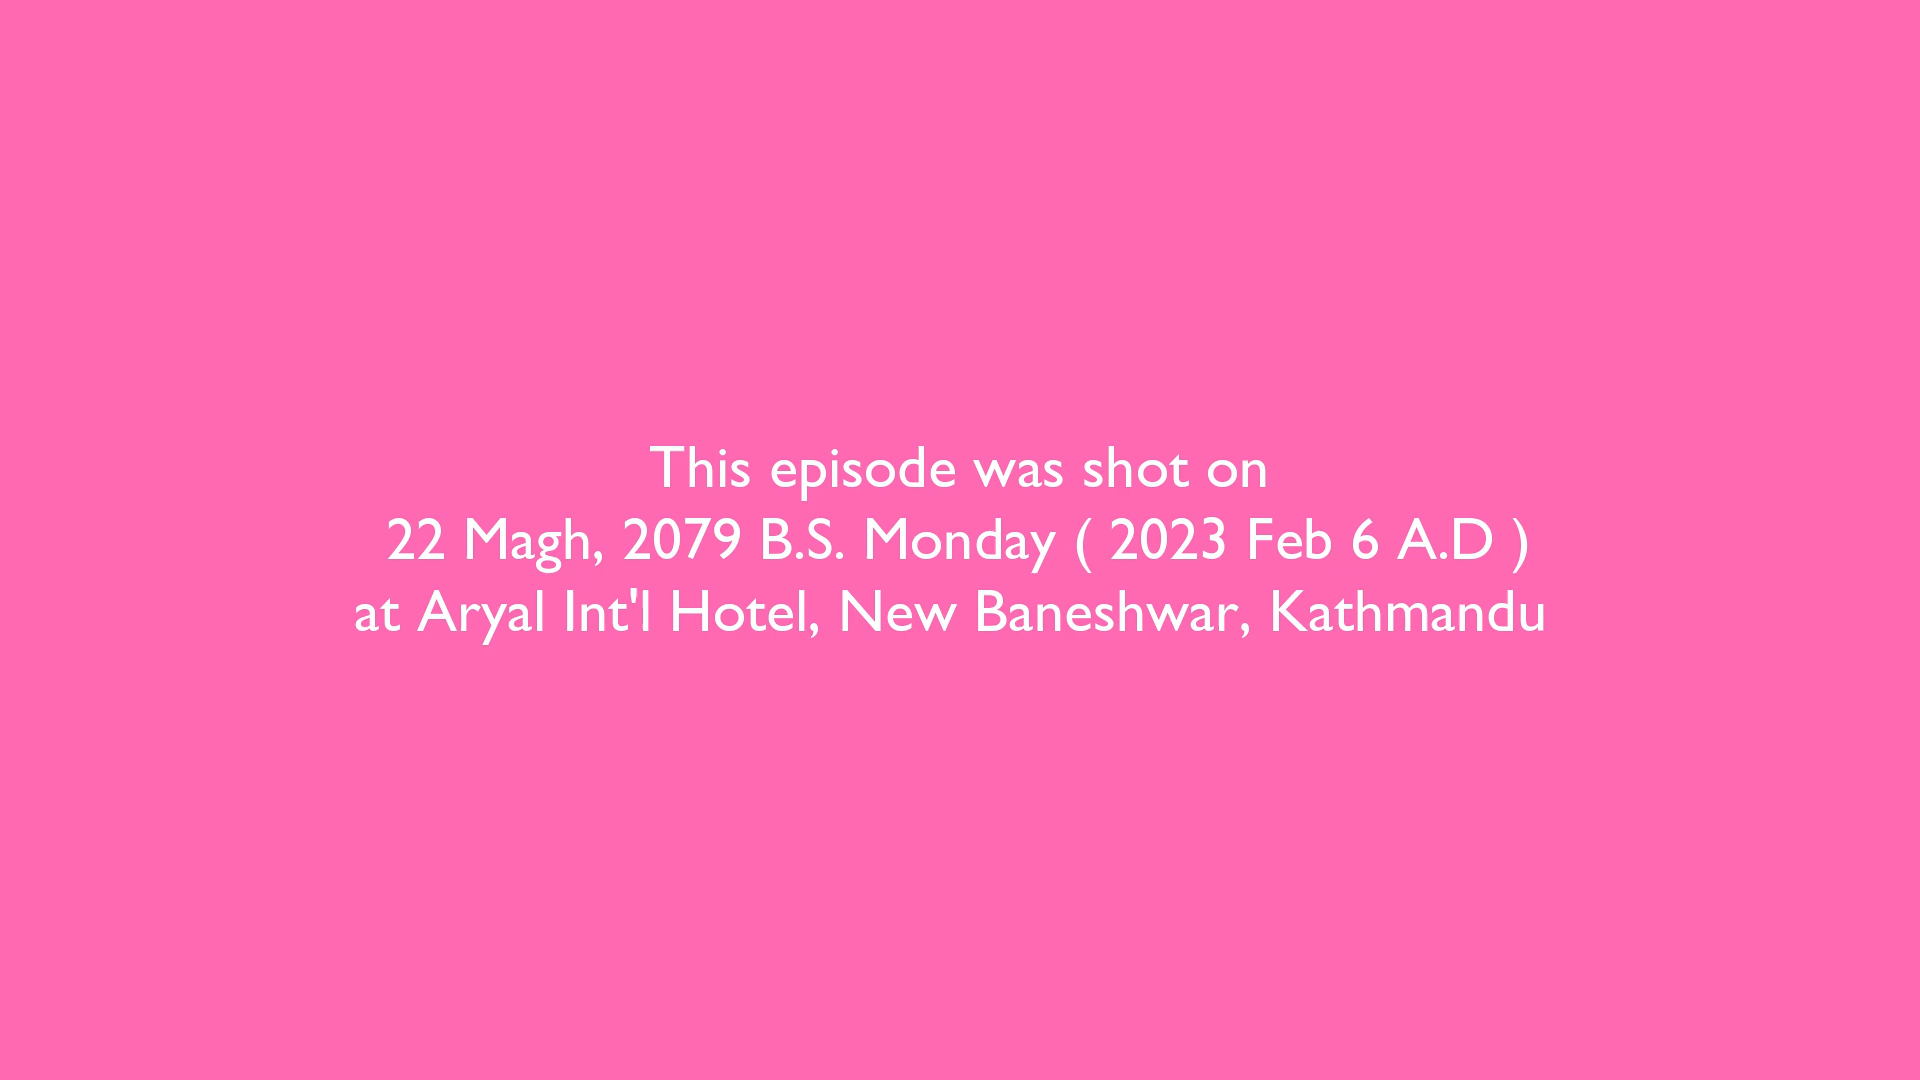 This episode was shot on
22 Magh, 2079 B.S. Monday ( 2023 Feb 6 A.D )
at Aryal Int'l Hotel, New Baneshwar, Kathmandu